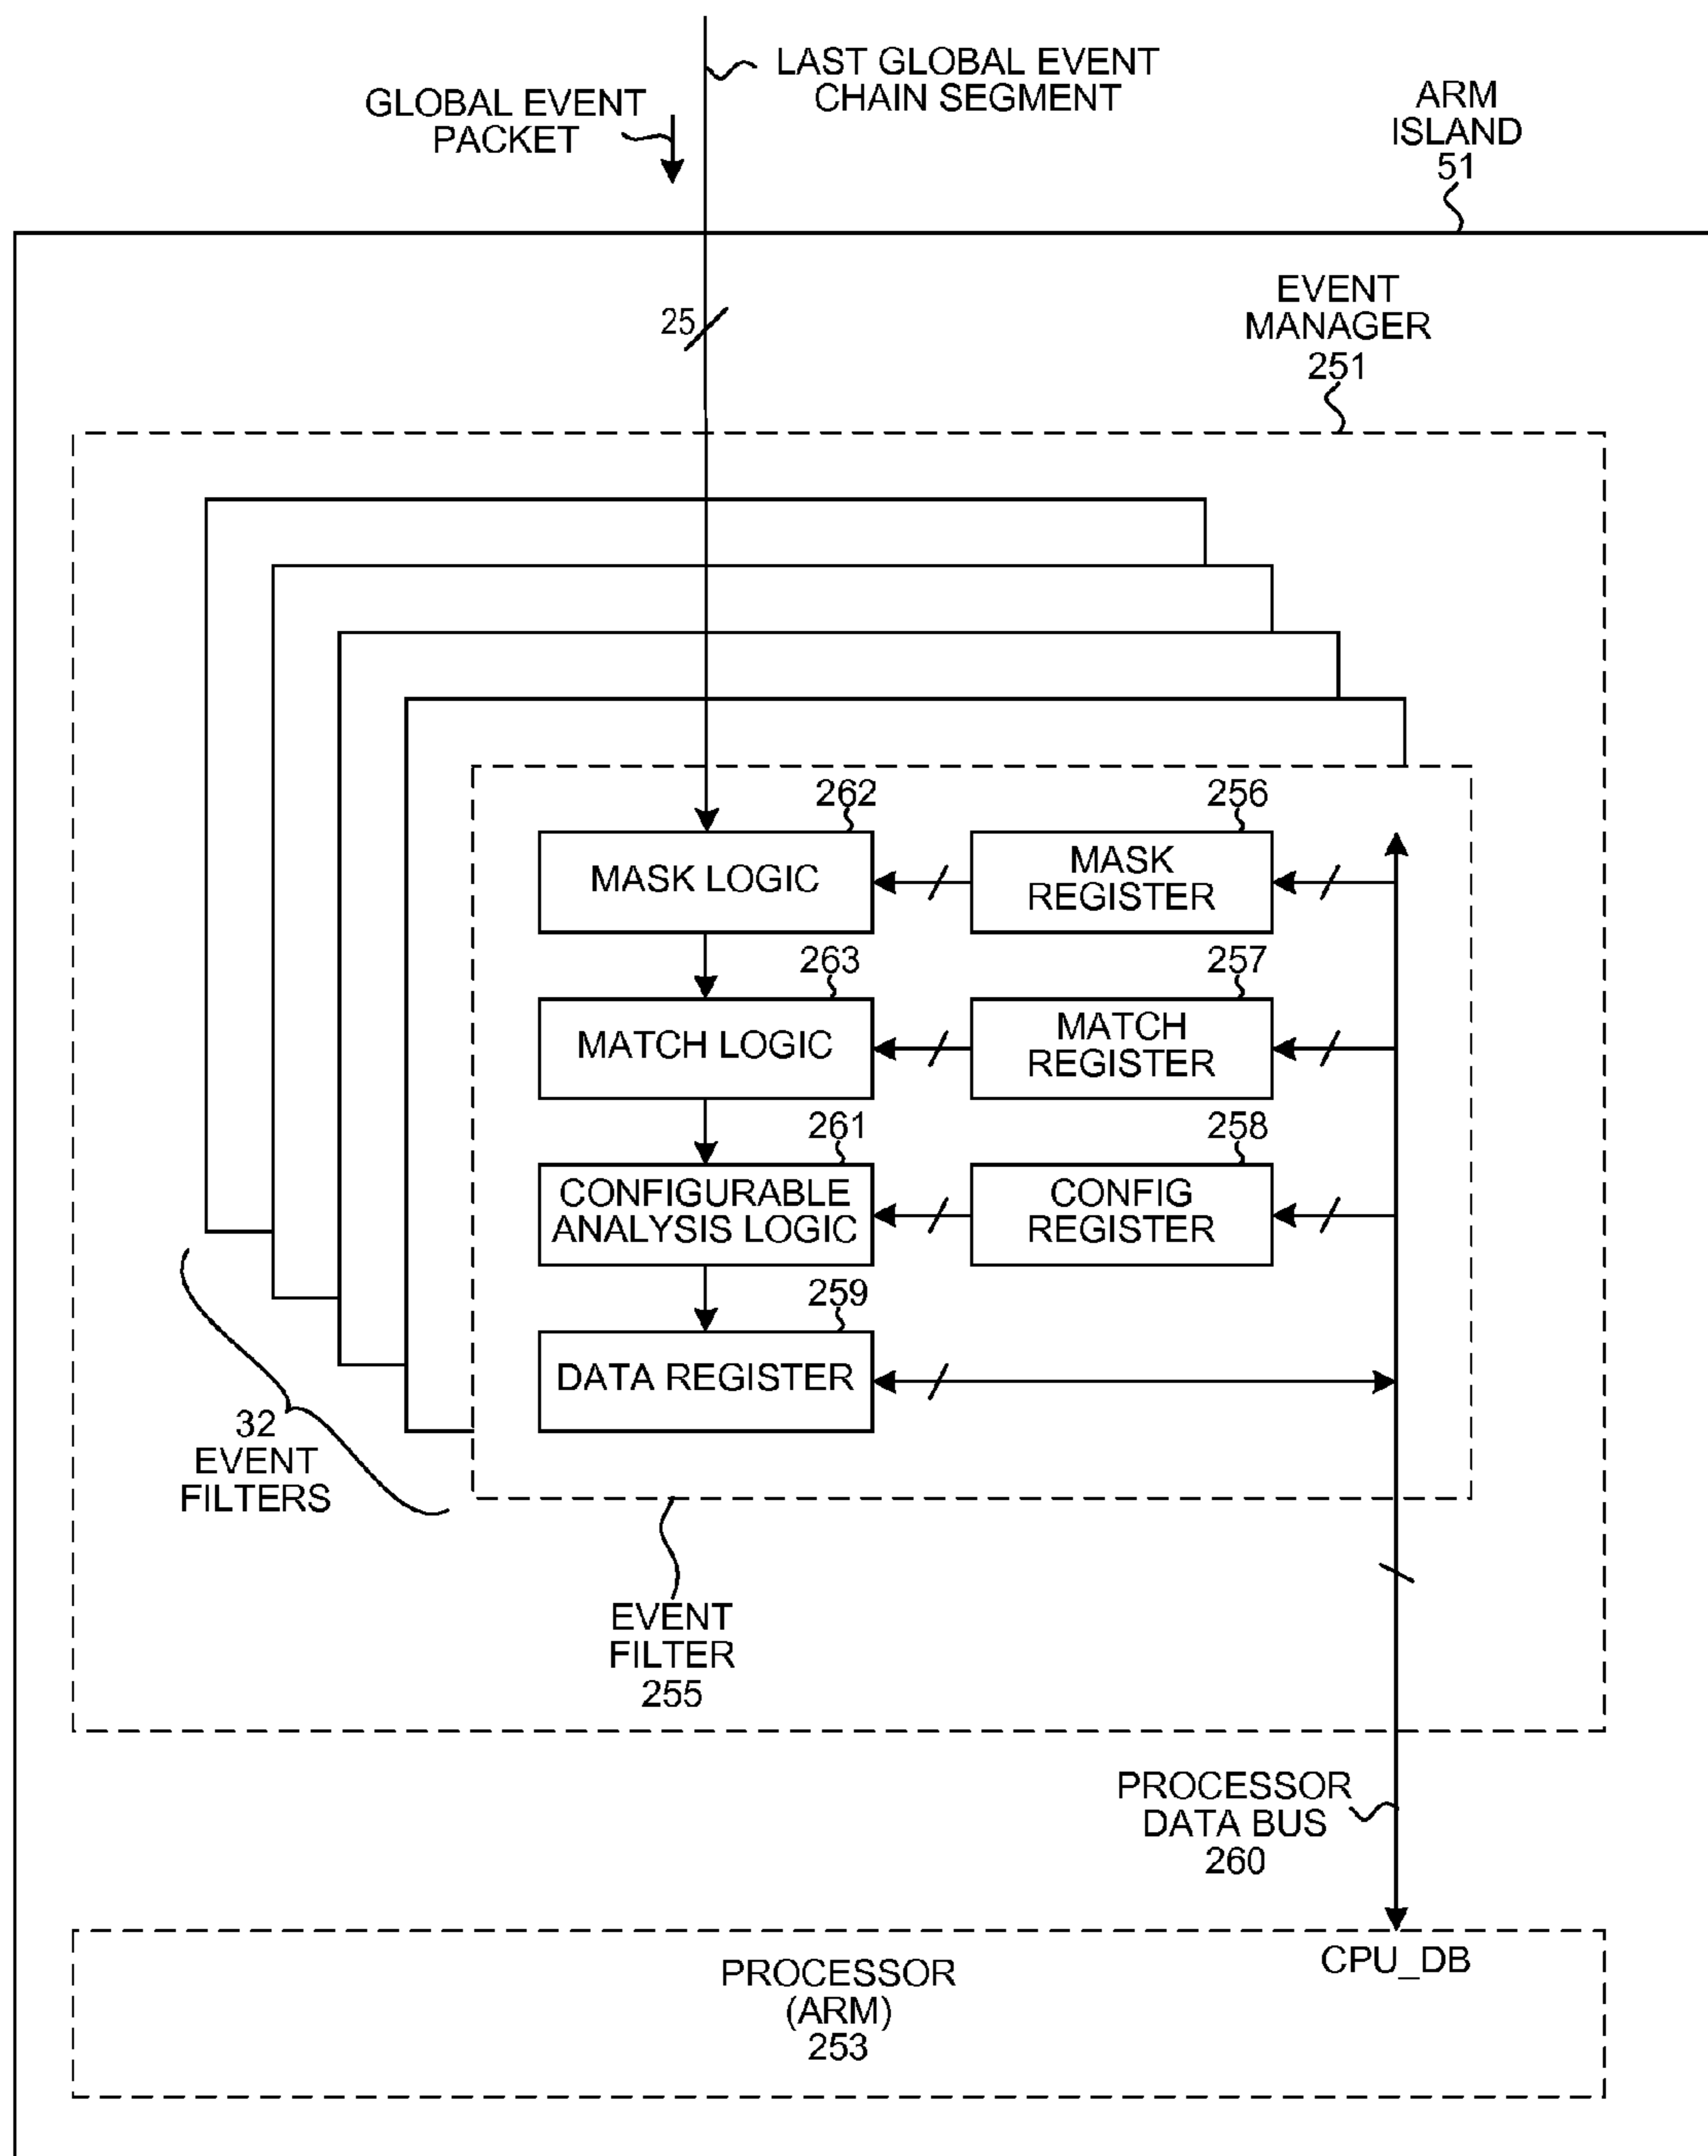 LAST GLOBAL EVENT
CHAIN SEGMENT
GLOBAL EVENT
PACKET
ARM
ISLAND
51
25
EVENT
MANAGER
251
262
256
MASK LOGIC
MASK
REGISTER
263
257
MATCH LOGIC
MATCH
REGISTER
261
258
CONFIGURABLE
ANALYSIS LOGIC
CONFIG
REGISTER
259
DATA REGISTER
32
EVENT
FILTERS
EVENT
FILTER
255
PROCESSOR
DATA BUS
260
CPU_DB
PROCESSOR
(ARM)
253